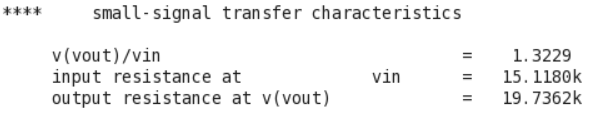 **** small-signal transfer characteristics
v(vout)/vin = 1.3229
input resistance at vin = 15.1180k
output resistance at v(vout) = 19.7362k